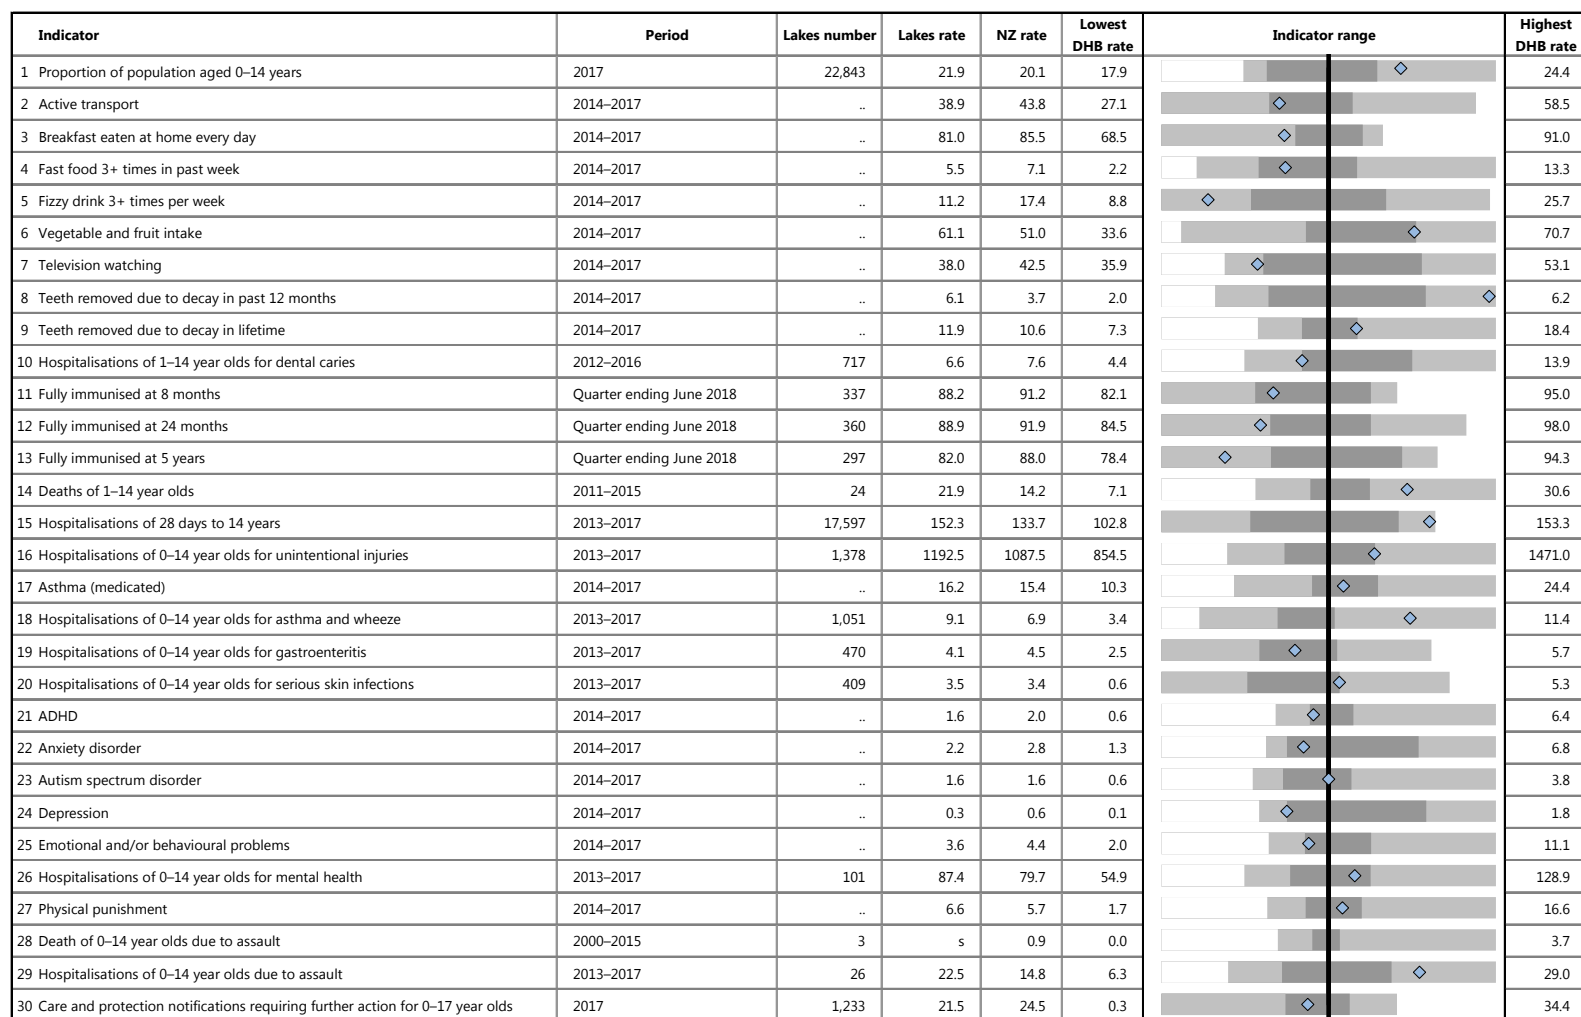 Indicator Period Lakes number Lakes rate NZ rate Lowest DHB rate Indicator range Highest DHB rate
1 Proportion of population aged 0–14 years 2017 22,843 21.9 20.1 17.9 24.4
2 Active transport 2014–2017 .. 38.9 43.8 27.1 58.5
3 Breakfast eaten at home every day 2014–2017 .. 81.0 85.5 68.5 91.0
4 Fast food 3+ times in past week 2014–2017 .. 5.5 7.1 2.2 13.3
5 Fizzy drink 3+ times per week 2014–2017 .. 11.2 17.4 8.8 25.7
6 Vegetable and fruit intake 2014–2017 .. 61.1 51.0 33.6 70.7
7 Television watching 2014–2017 .. 38.0 42.5 35.9 53.1
8 Teeth removed due to decay in past 12 months 2014–2017 .. 6.1 3.7 2.0 6.2
9 Teeth removed due to decay in lifetime 2014–2017 .. 11.9 10.6 7.3 18.4
10 Hospitalisations of 1–14 year olds for dental caries 2012–2016 717 6.6 7.6 4.4 13.9
11 Fully immunised at 8 months Quarter ending June 2018 337 88.2 91.2 82.1 95.0
12 Fully immunised at 24 months Quarter ending June 2018 360 88.9 91.9 84.5 98.0
13 Fully immunised at 5 years Quarter ending June 2018 297 82.0 88.0 78.4 94.3
14 Deaths of 1–14 year olds 2011–2015 24 21.9 14.2 7.1 30.6
15 Hospitalisations of 28 days to 14 years 2013–2017 17,597 152.3 133.7 102.8 153.3
16 Hospitalisations of 0–14 year olds for unintentional injuries 2013–2017 1,378 1192.5 1087.5 854.5 1471.0
17 Asthma (medicated) 2014–2017 .. 16.2 15.4 10.3 24.4
18 Hospitalisations of 0–14 year olds for asthma and wheeze 2013–2017 1,051 9.1 6.9 3.4 11.4
19 Hospitalisations of 0–14 year olds for gastroenteritis 2013–2017 470 4.1 4.5 2.5 5.7
20 Hospitalisations of 0–14 year olds for serious skin infections 2013–2017 409 3.5 3.4 0.6 5.3
21 ADHD 2014–2017 .. 1.6 2.0 0.6 6.4
22 Anxiety disorder 2014–2017 .. 2.2 2.8 1.3 6.8
23 Autism spectrum disorder 2014–2017 .. 1.6 1.6 0.6 3.8
24 Depression 2014–2017 .. 0.3 0.6 0.1 1.8
25 Emotional and/or behavioural problems 2014–2017 .. 3.6 4.4 2.0 11.1
26 Hospitalisations of 0–14 year olds for mental health 2013–2017 101 87.4 79.7 54.9 128.9
27 Physical punishment 2014–2017 .. 6.6 5.7 1.7 16.6
28 Death of 0–14 year olds due to assault 2000–2015 3 s 0.9 0.0 3.7
29 Hospitalisations of 0–14 year olds due to assault 2013–2017 26 22.5 14.8 6.3 29.0
30 Care and protection notifications requiring further action for 0–17 year olds 2017 1,233 21.5 24.5 0.3 34.4